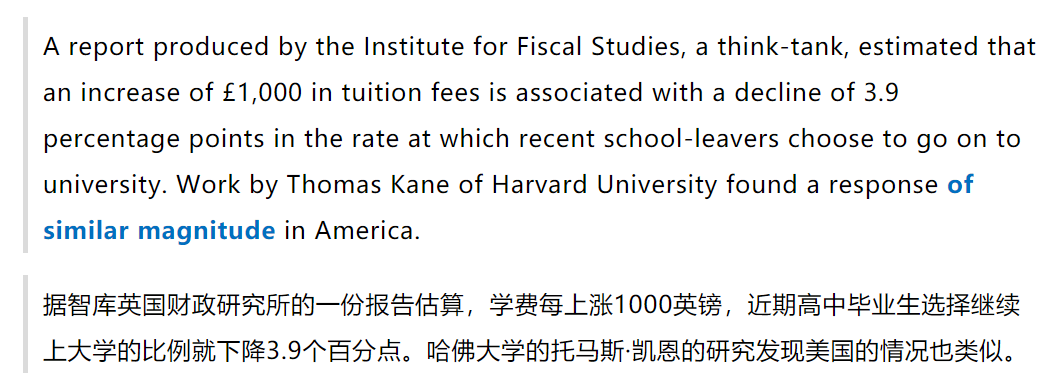 A report produced by the Institute for Fiscal Studies, a think-tank, estimated that
an increase of £1,000 in tuition fees is associated with a decline of 3.9
percentage points in the rate at which recent school-leavers choose to go on to
university. Work by Thomas Kane of Harvard University found a response of
similar magnitude in America.
据智库英国财政研究所的一份报告估算，学费每上涨1000英镑，近期高中毕业生选择继续
上大学的比例就下降3.9个百分点。哈佛大学的托马斯·凯恩的研究发现美国的情况也类似。